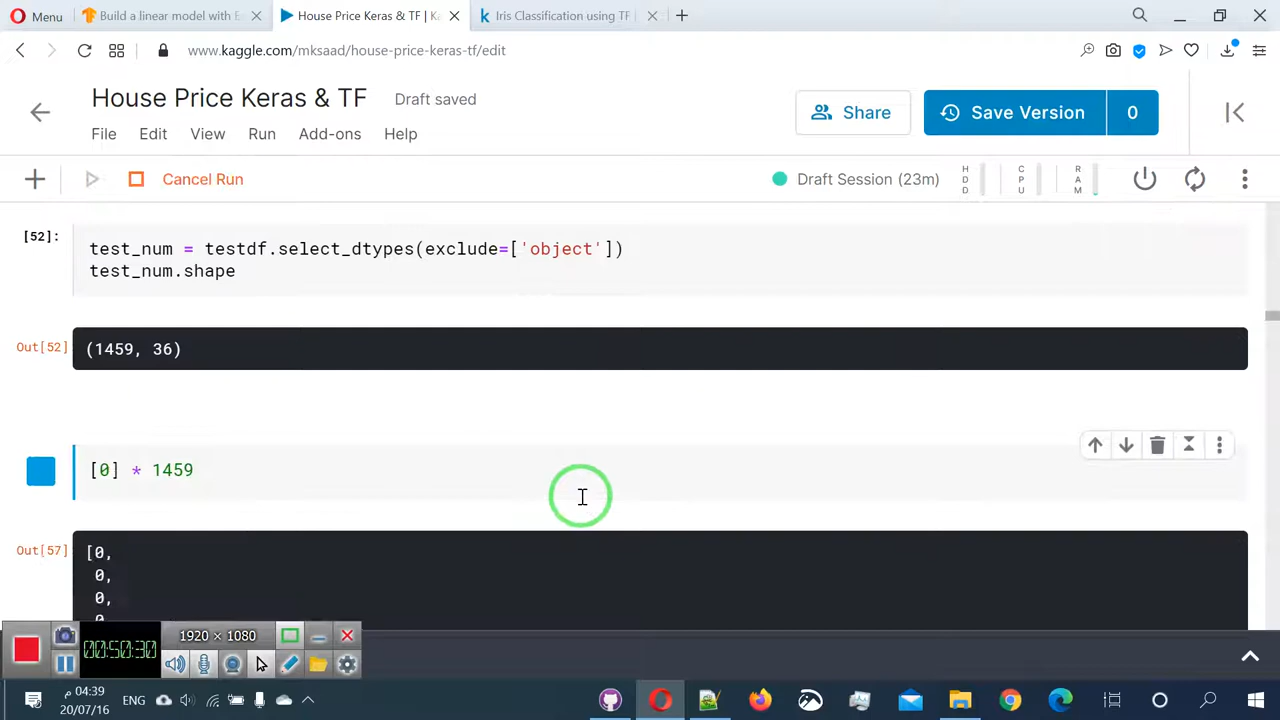 Menu
Build a linear model with Es
House Price Keras & TF | Ka
Iris Classification using TF
www.kaggle.com/mksaad/house-price-keras-tf/edit
House Price Keras & TF
Draft saved
Share
Save Version
0
File
Edit
View
Run
Add-ons
Help
Cancel Run
Draft Session (23m)
HDD
CPU
RAM
[52]:
test_num = testdf.select_dtypes(exclude=['object'])
test_num.shape
Out[52]
(1459, 36)
[0] * 1459
Out[57]
[0,
0,
0,
0
1920 × 1080
00:50:30
ENG
04:39 م
20/07/16